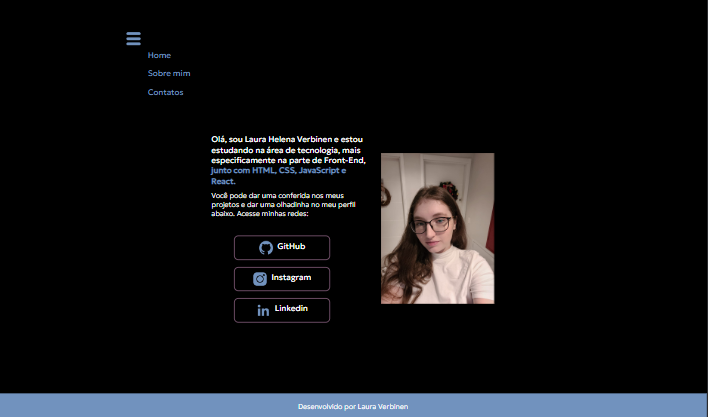 Home
Sobre mim
Contatos
Olá, sou Laura Helena Verbinen e estou
estudando na área de tecnologia, mais
especificamente na parte de Front-End,
junto com HTML, CSS, JavaScript e
React.
Você pode dar uma conferida nos meus
projetos e dar uma olhadinha no meu perfil
abaixo. Acesse minhas redes:
GitHub
Instagram
Linkedin
Desenvolvido por Laura Verbinen